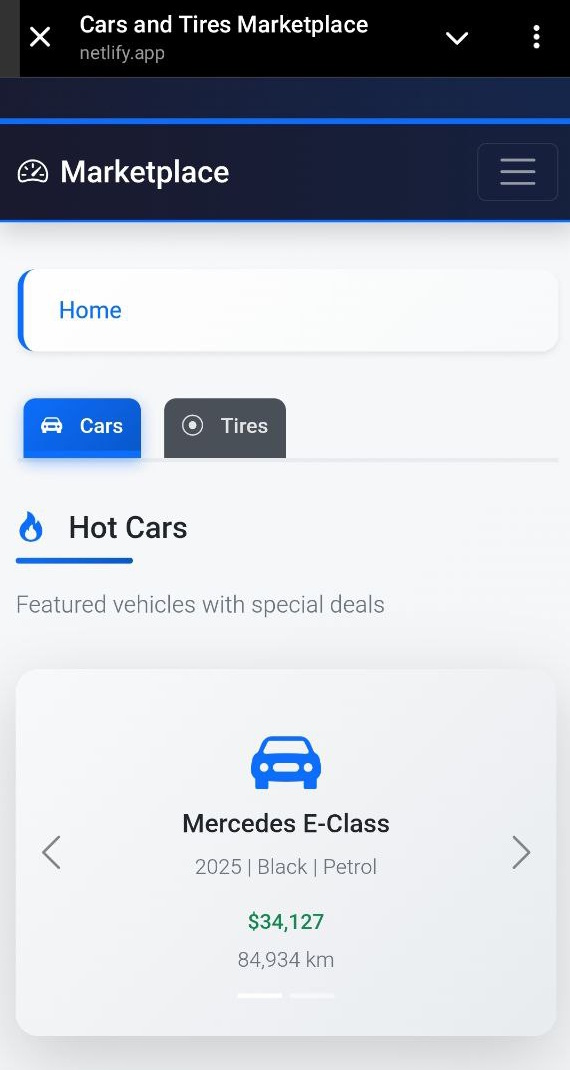 Cars and Tires Marketplace
netlify.app
Marketplace
Home
Cars
Tires
Hot Cars
Featured vehicles with special deals
Mercedes E-Class
2025 | Black | Petrol
$34,127
84,934 km